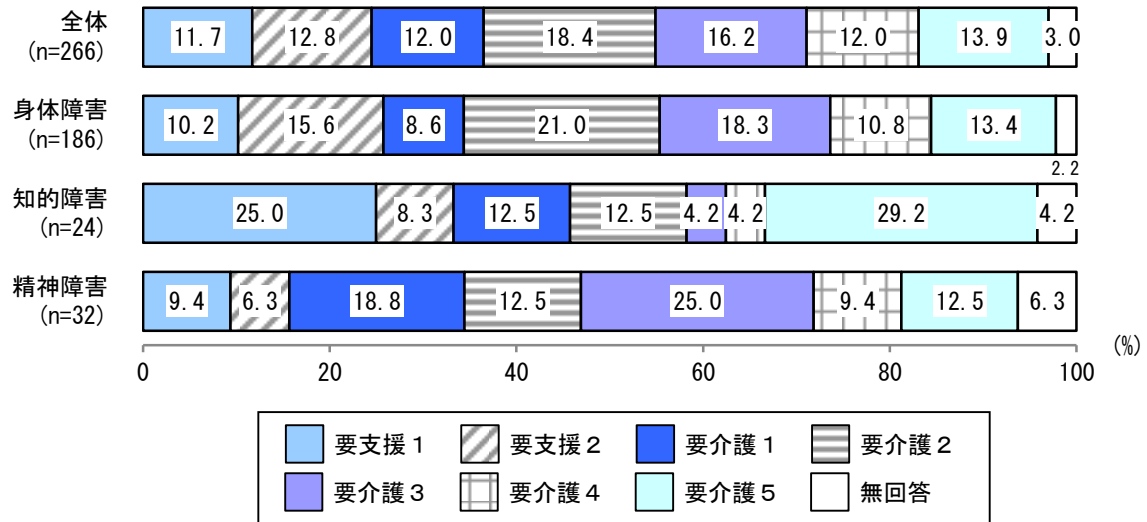 全体
(n=266)
11.7 12.8 12.0 18.4 16.2 12.0 13.9 3.0
身体障害
(n=186)
10.2 15.6 8.6 21.0 18.3 10.8 13.4
2.2
知的障害
(n=24)
25.0 8.3 12.5 12.5 4.2 4.2 29.2 4.2
精神障害
(n=32)
9.4 6.3 18.8 12.5 25.0 9.4 12.5 6.3
(%)
0 20 40 60 80 100
要支援1 要支援2 要介護1 要介護2
要介護3 要介護4 要介護5 無回答